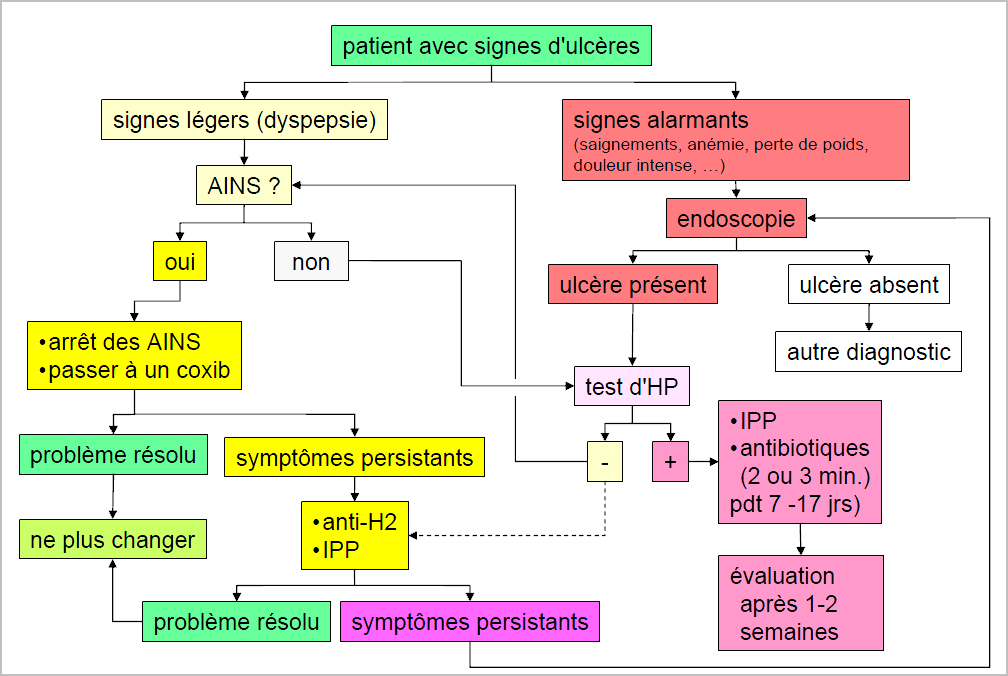 patient avec signes d'ulcères
signes légers (dyspepsie)
signes alarmants
(saignements, anémie, perte de poids,
douleur intense, …)
AINS ?
endoscopie
oui
non
ulcère présent
ulcère absent
•arrêt des AINS
•passer à un coxib
autre diagnostic
test d'HP
problème résolu
symptômes persistants
-
+
•IPP
•antibiotiques
(2 ou 3 min.)
pdt 7 -17 jrs)
ne plus changer
•anti-H2
•IPP
évaluation
après 1-2
semaines
problème résolu
symptômes persistants